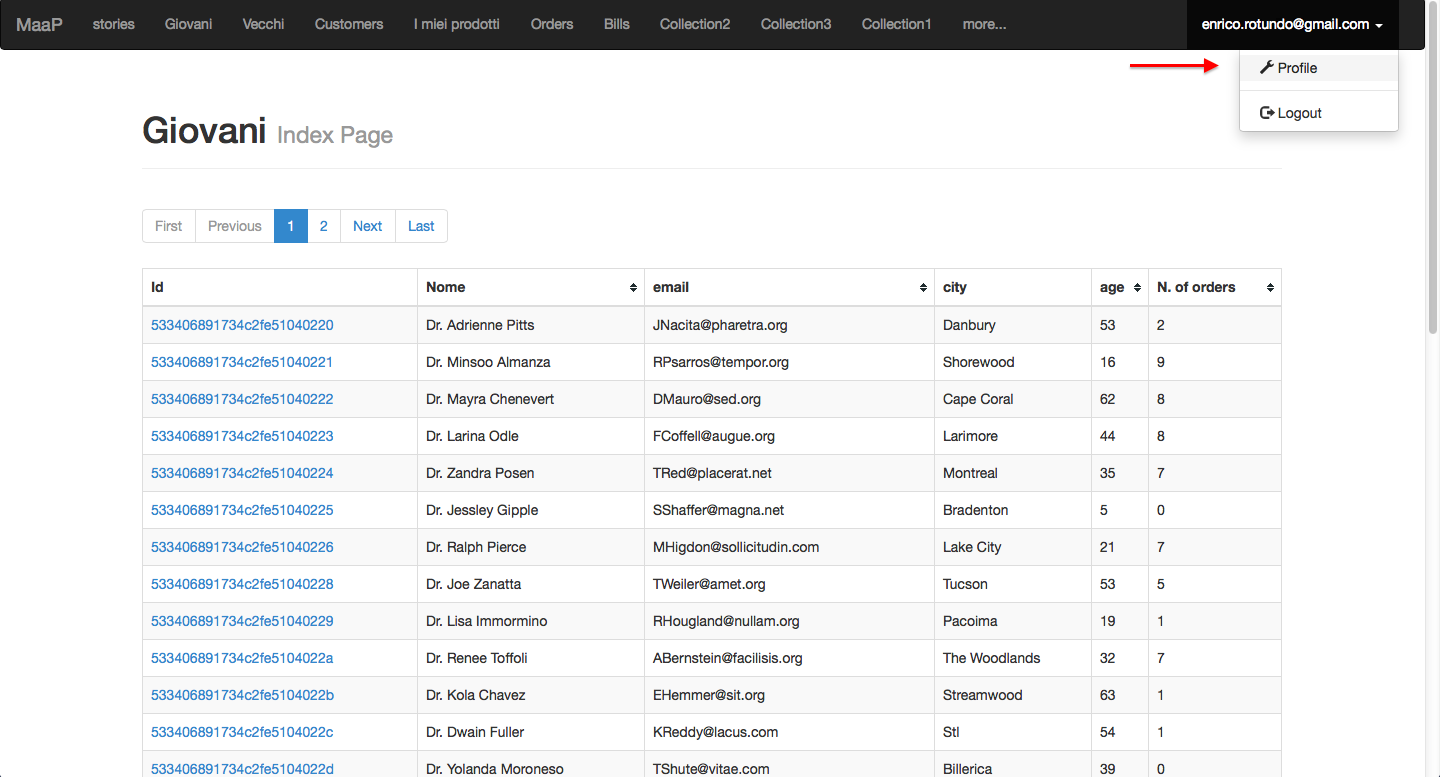 MaaP stories Giovani Vecchi Customers I miei prodotti Orders Bills Collection2 Collection3 Collection1 more... enrico.rotundo@gmail.com
Profile
Logout
Giovani Index Page
First Previous 1 2 Next Last
Id Nome email city age N. of orders
533406891734c2fe51040220 Dr. Adrienne Pitts JNacita@pharetra.org Danbury 53 2
533406891734c2fe51040221 Dr. Minsoo Almanza RPsarros@tempor.org Shorewood 16 9
533406891734c2fe51040222 Dr. Mayra Chenevert DMauro@sed.org Cape Coral 62 8
533406891734c2fe51040223 Dr. Larina Odle FCoffell@augue.org Larimore 44 8
533406891734c2fe51040224 Dr. Zandra Posen TRed@placerat.net Montreal 35 7
533406891734c2fe51040225 Dr. Jessley Gipple SShaffer@magna.net Bradenton 5 0
533406891734c2fe51040226 Dr. Ralph Pierce MHigdon@sollicitudin.com Lake City 21 7
533406891734c2fe51040228 Dr. Joe Zanatta TWeiler@amet.org Tucson 53 5
533406891734c2fe51040229 Dr. Lisa Immormino RHougland@nullam.org Pacoima 19 1
533406891734c2fe5104022a Dr. Renee Toffoli ABernstein@facilisis.org The Woodlands 32 7
533406891734c2fe5104022b Dr. Kola Chavez EHemmer@sit.org Streamwood 63 1
533406891734c2fe5104022c Dr. Dwain Fuller KReddy@lacus.com Stl 54 1
533406891734c2fe5104022d Dr. Yolanda Moroneso TShute@vitae.com Billerica 39 0